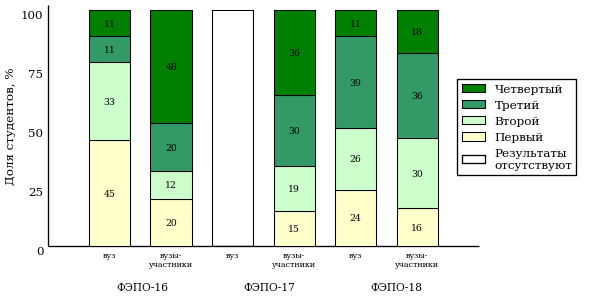 Доля студентов, %
100
75
50
25
0
11
11
33
45
48
20
12
20
36
30
19
15
11
39
26
24
18
36
30
16
вуз
вузы-
участники
вуз
вузы-
участники
вуз
вузы-
участники
ФЭПО-16
ФЭПО-17
ФЭПО-18
Четвертый
Третий
Второй
Первый
Результаты
отсутствуют